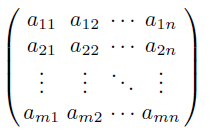 a₁₁ a₁₂ ⋯ a₁ₙ
a₂₁ a₂₂ ⋯ a₂ₙ
⋮ ⋮ ⋱ ⋮
aₘ₁ aₘ₂ ⋯ aₘₙ